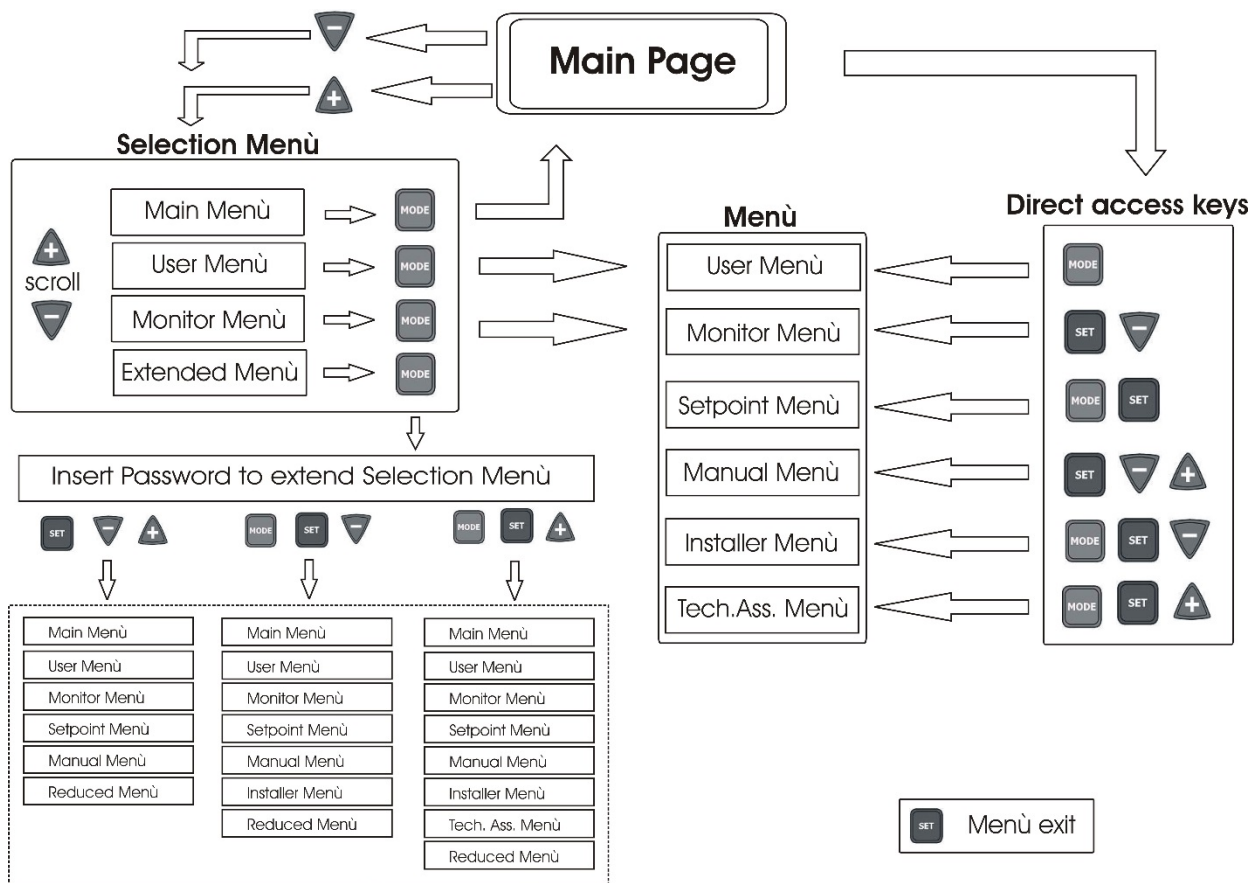 −
Main Page
+
Selection Menù
Main Menù
MODE
+
User Menù
MODE
scroll
−
Monitor Menù
MODE
Extended Menù
MODE
Insert Password to extend Selection Menù
SET − +
MODE SET −
MODE SET +
Main Menù
User Menù
Monitor Menù
Setpoint Menù
Manual Menù
Reduced Menù
Main Menù
User Menù
Monitor Menù
Setpoint Menù
Manual Menù
Installer Menù
Reduced Menù
Main Menù
User Menù
Monitor Menù
Setpoint Menù
Manual Menù
Installer Menù
Tech. Ass. Menù
Reduced Menù
Menù
User Menù
Monitor Menù
Setpoint Menù
Manual Menù
Installer Menù
Tech.Ass. Menù
Direct access keys
MODE
SET −
MODE SET
SET − +
MODE SET −
MODE SET +
SET Menù exit